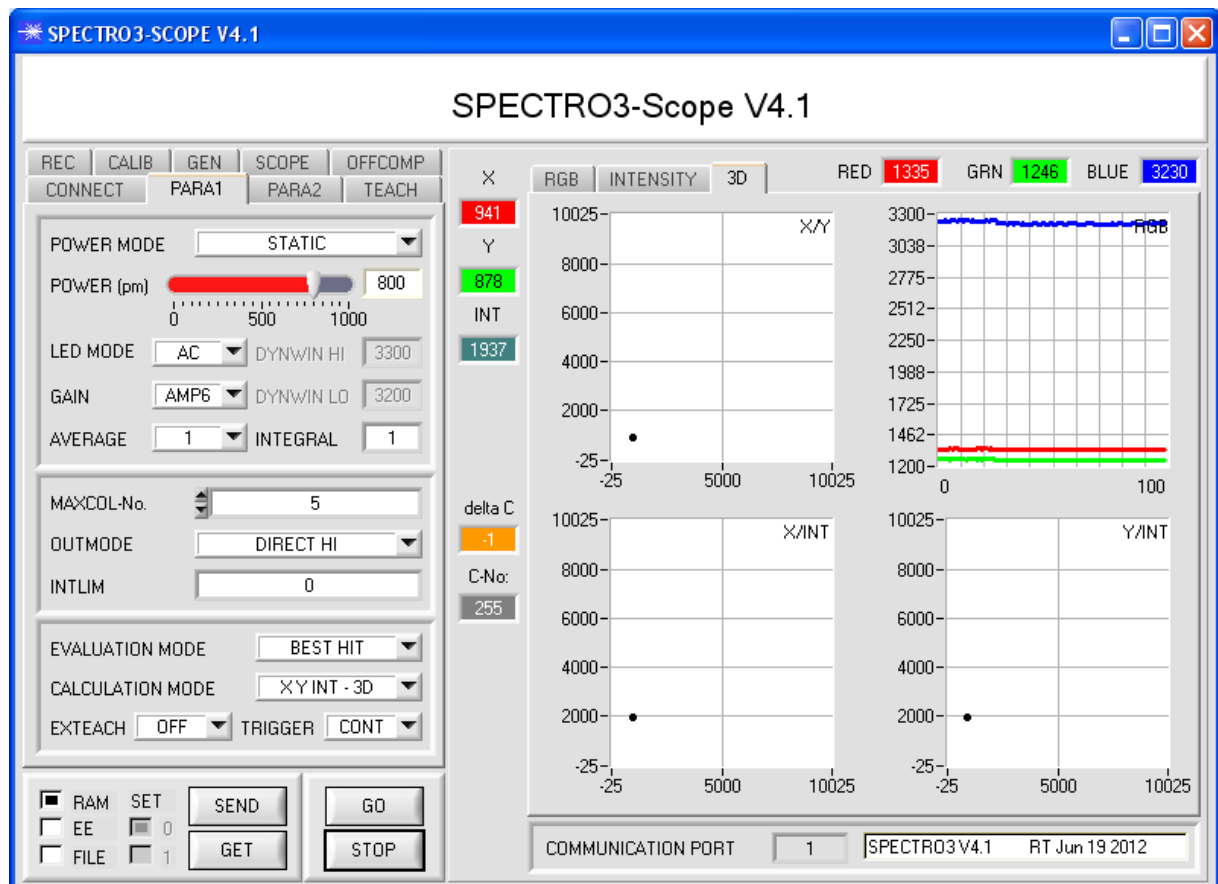 SPECTRO3-SCOPE V4.1
SPECTRO3-Scope V4.1
REC CALIB GEN SCOPE OFFCOMP
CONNECT PARA1 PARA2 TEACH
POWER MODE STATIC
POWER (pm) 800
0 500 1000
LED MODE AC DYNWIN HI 3300
GAIN AMP6 DYNWIN LO 3200
AVERAGE 1 INTEGRAL 1
MAXCOL-No. 5
OUTMODE DIRECT HI
INTLIM 0
EVALUATION MODE BEST HIT
CALCULATION MODE X Y INT - 3D
EXTEACH OFF TRIGGER CONT
RAM SET SEND GO
EE 0
FILE 1 GET STOP
X
941
Y
878
INT
1937
delta C
-1
C-No:
255
RGB INTENSITY 3D RED 1335 GRN 1246 BLUE 3230
X/Y
10025
8000
6000
4000
2000
-25
-25 5000 10025
RGB
3300
3038
2775
2512
2250
1988
1725
1462
1200
0 100
X/INT
10025
8000
6000
4000
2000
-25
-25 5000 10025
Y/INT
10025
8000
6000
4000
2000
-25
-25 5000 10025
COMMUNICATION PORT 1 SPECTRO3 V4.1 RT Jun 19 2012